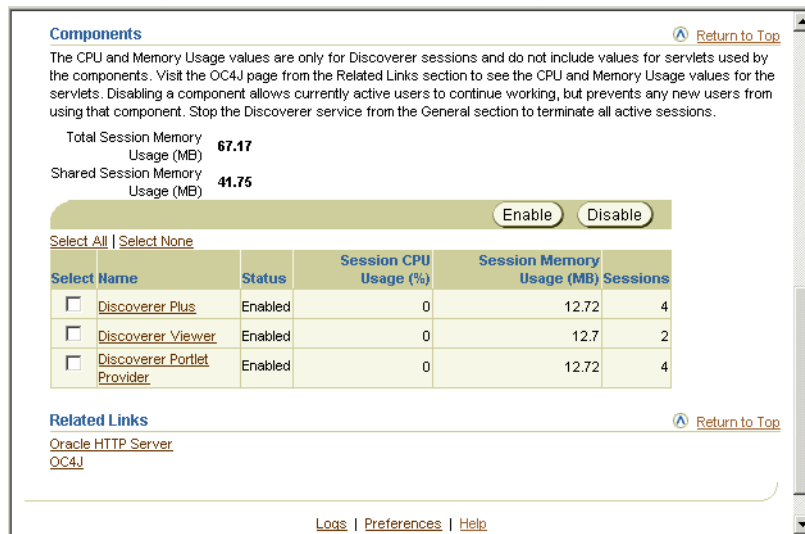 Components
Return to Top
The CPU and Memory Usage values are only for Discoverer sessions and do not include values for servlets used by
the components. Visit the OC4J page from the Related Links section to see the CPU and Memory Usage values for the
servlets. Disabling a component allows currently active users to continue working, but prevents any new users from
using that component. Stop the Discoverer service from the General section to terminate all active sessions.
Total Session Memory
Usage (MB) 67.17
Shared Session Memory
Usage (MB) 41.75
Enable Disable
Select All | Select None
Select Name Status Session CPU Usage (%) Session Memory Usage (MB) Sessions
Discoverer Plus Enabled 0 12.72 4
Discoverer Viewer Enabled 0 12.7 2
Discoverer Portlet Provider Enabled 0 12.72 4
Related Links
Return to Top
Oracle HTTP Server
OC4J
Logs | Preferences | Help